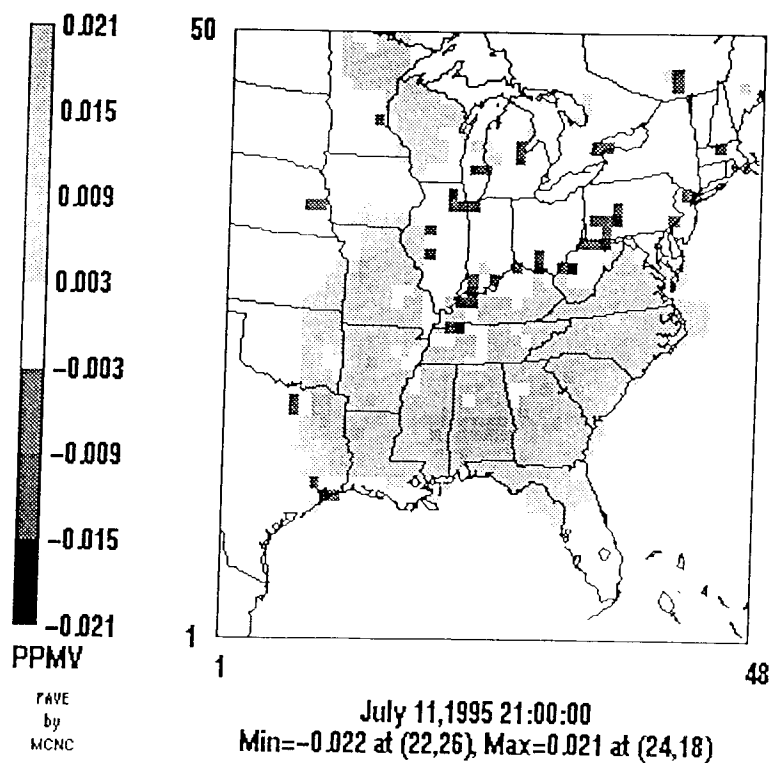 0.021
0.015
0.009
0.003
-0.003
-0.009
-0.015
-0.021
PPMV
PAVE
by
MCNC
50
1
1
48
July 11,1995 21:00:00
Min=-0.022 at (22,26), Max=0.021 at (24,18)